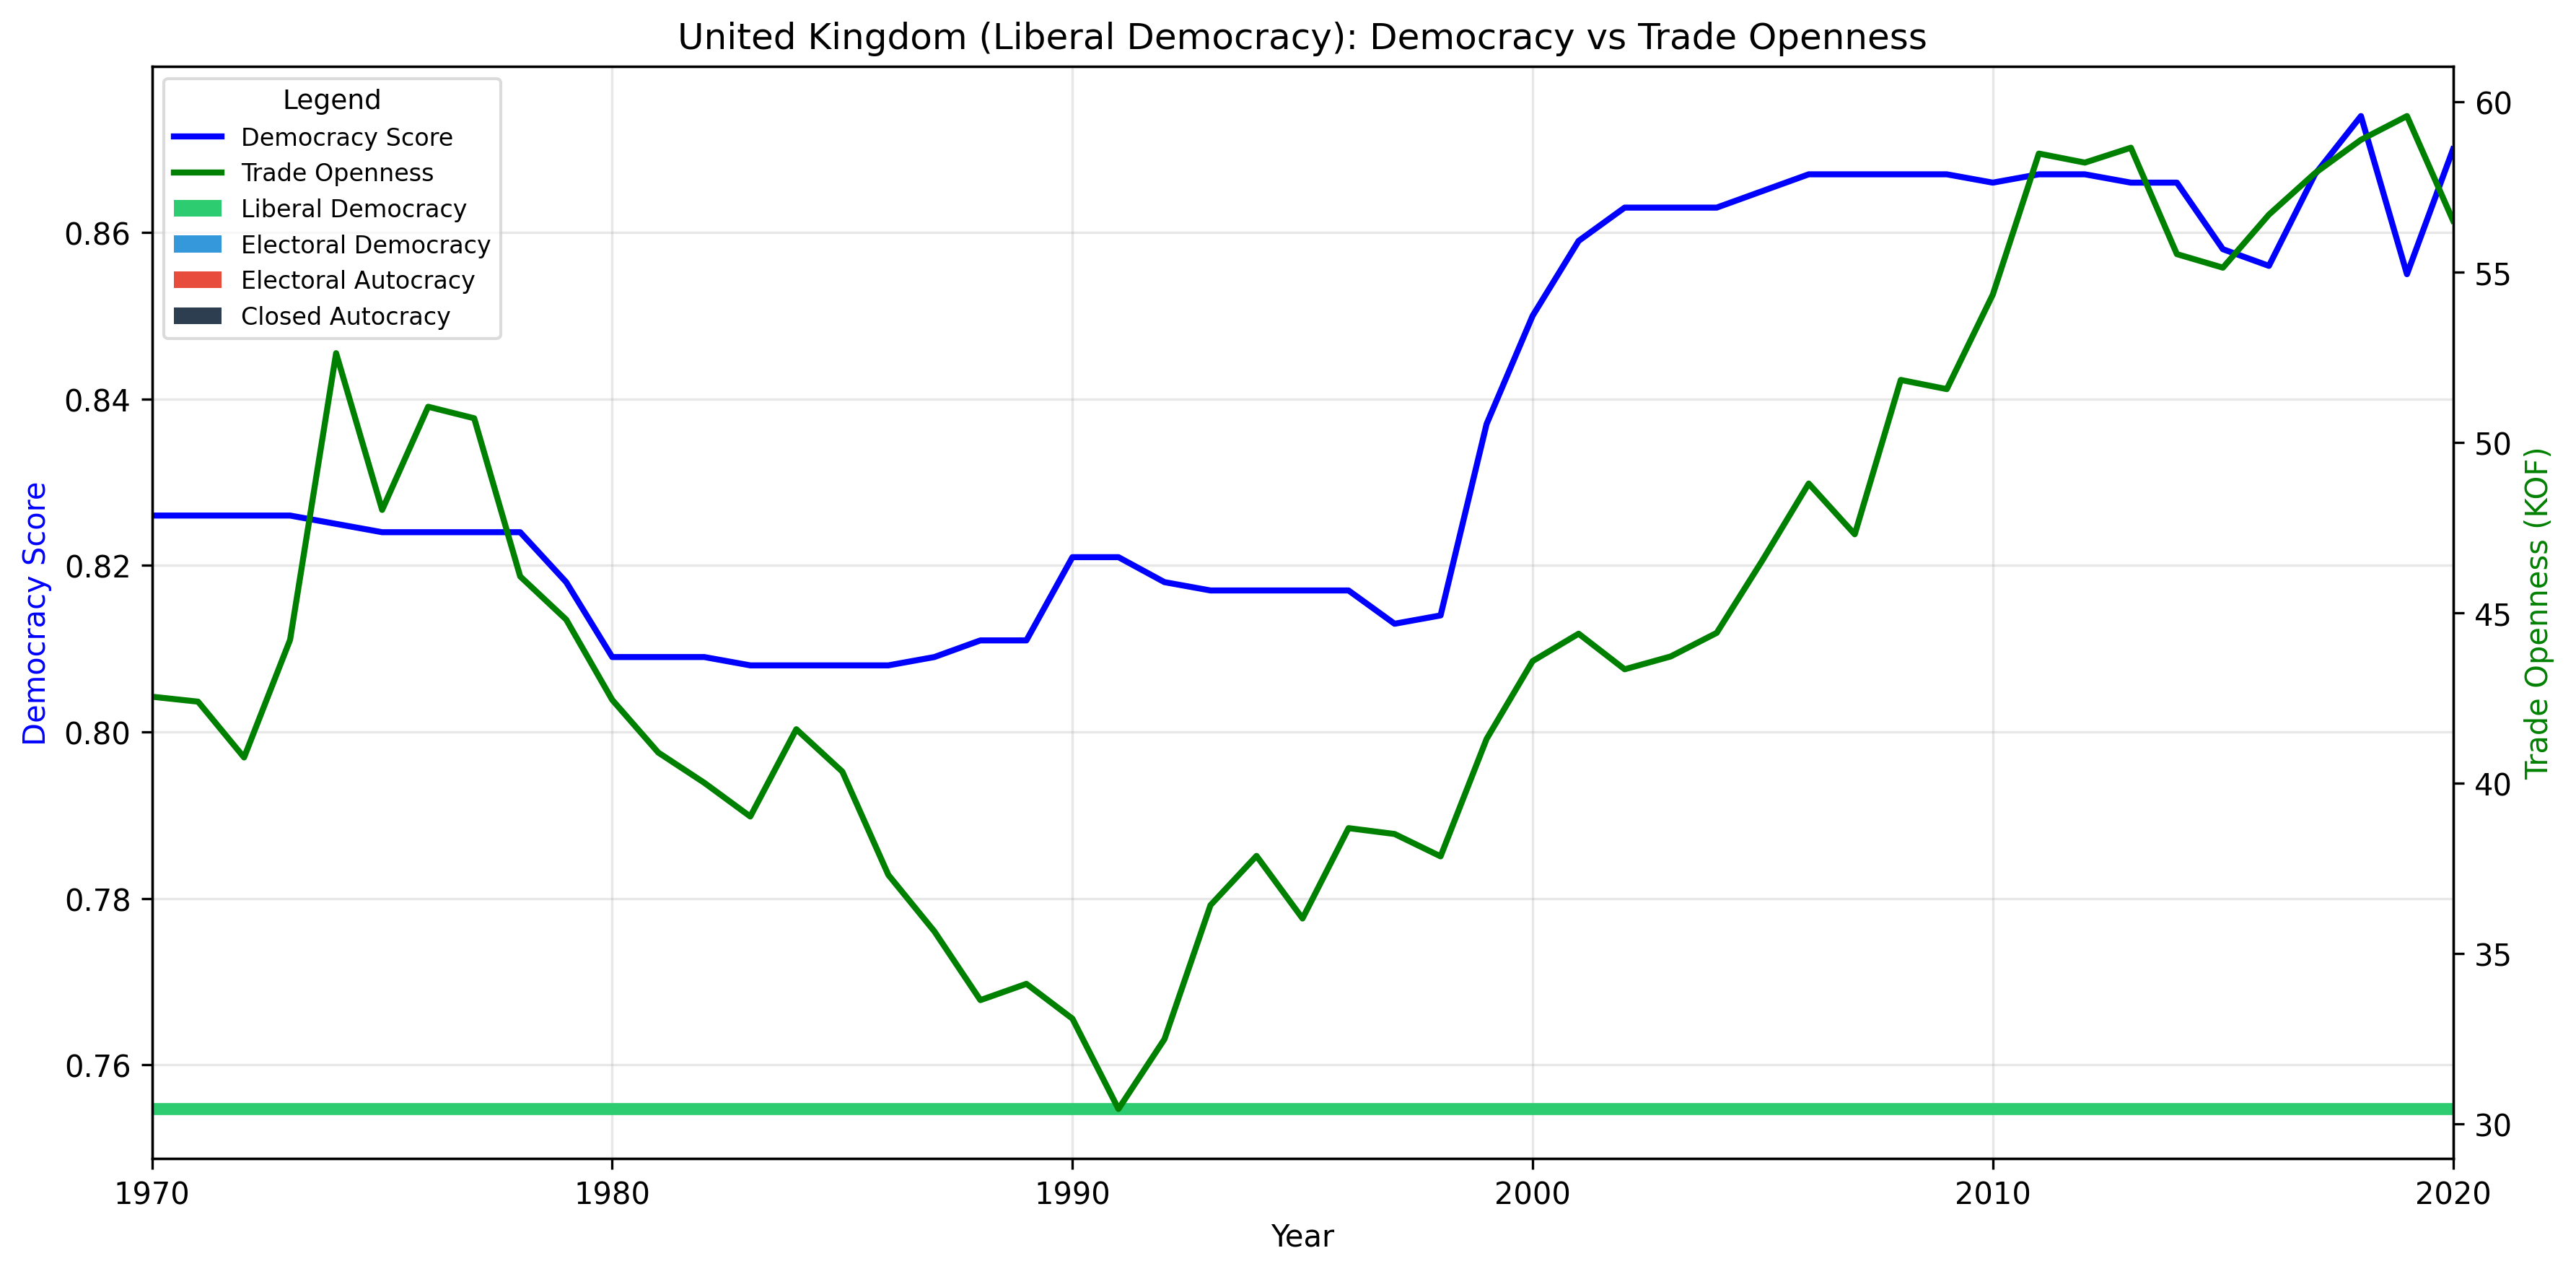 United Kingdom (Liberal Democracy): Democracy vs Trade Openness
Legend
Democracy Score
Trade Openness
Liberal Democracy
Electoral Democracy
Electoral Autocracy
Closed Autocracy
Democracy Score
0.86
0.84
0.82
0.80
0.78
0.76
60
55
50
45
40
35
30
Trade Openness (KOF)
1970 1980 1990 2000 2010 2020
Year